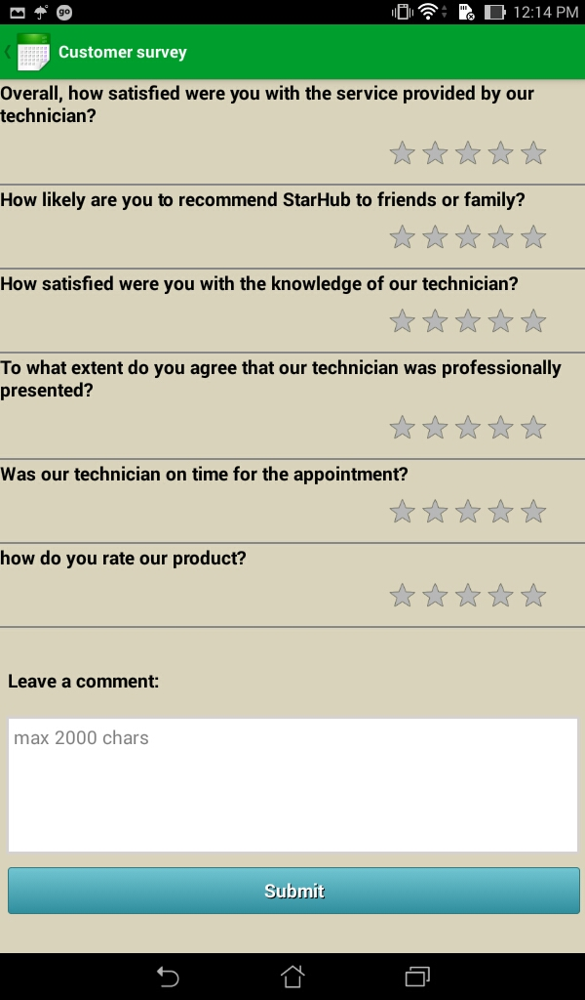 go
12:14 PM
Customer survey
Overall, how satisfied were you with the service provided by our
technician?
How likely are you to recommend StarHub to friends or family?
How satisfied were you with the knowledge of our technician?
To what extent do you agree that our technician was professionally
presented?
Was our technician on time for the appointment?
how do you rate our product?
Leave a comment:
max 2000 chars
Submit